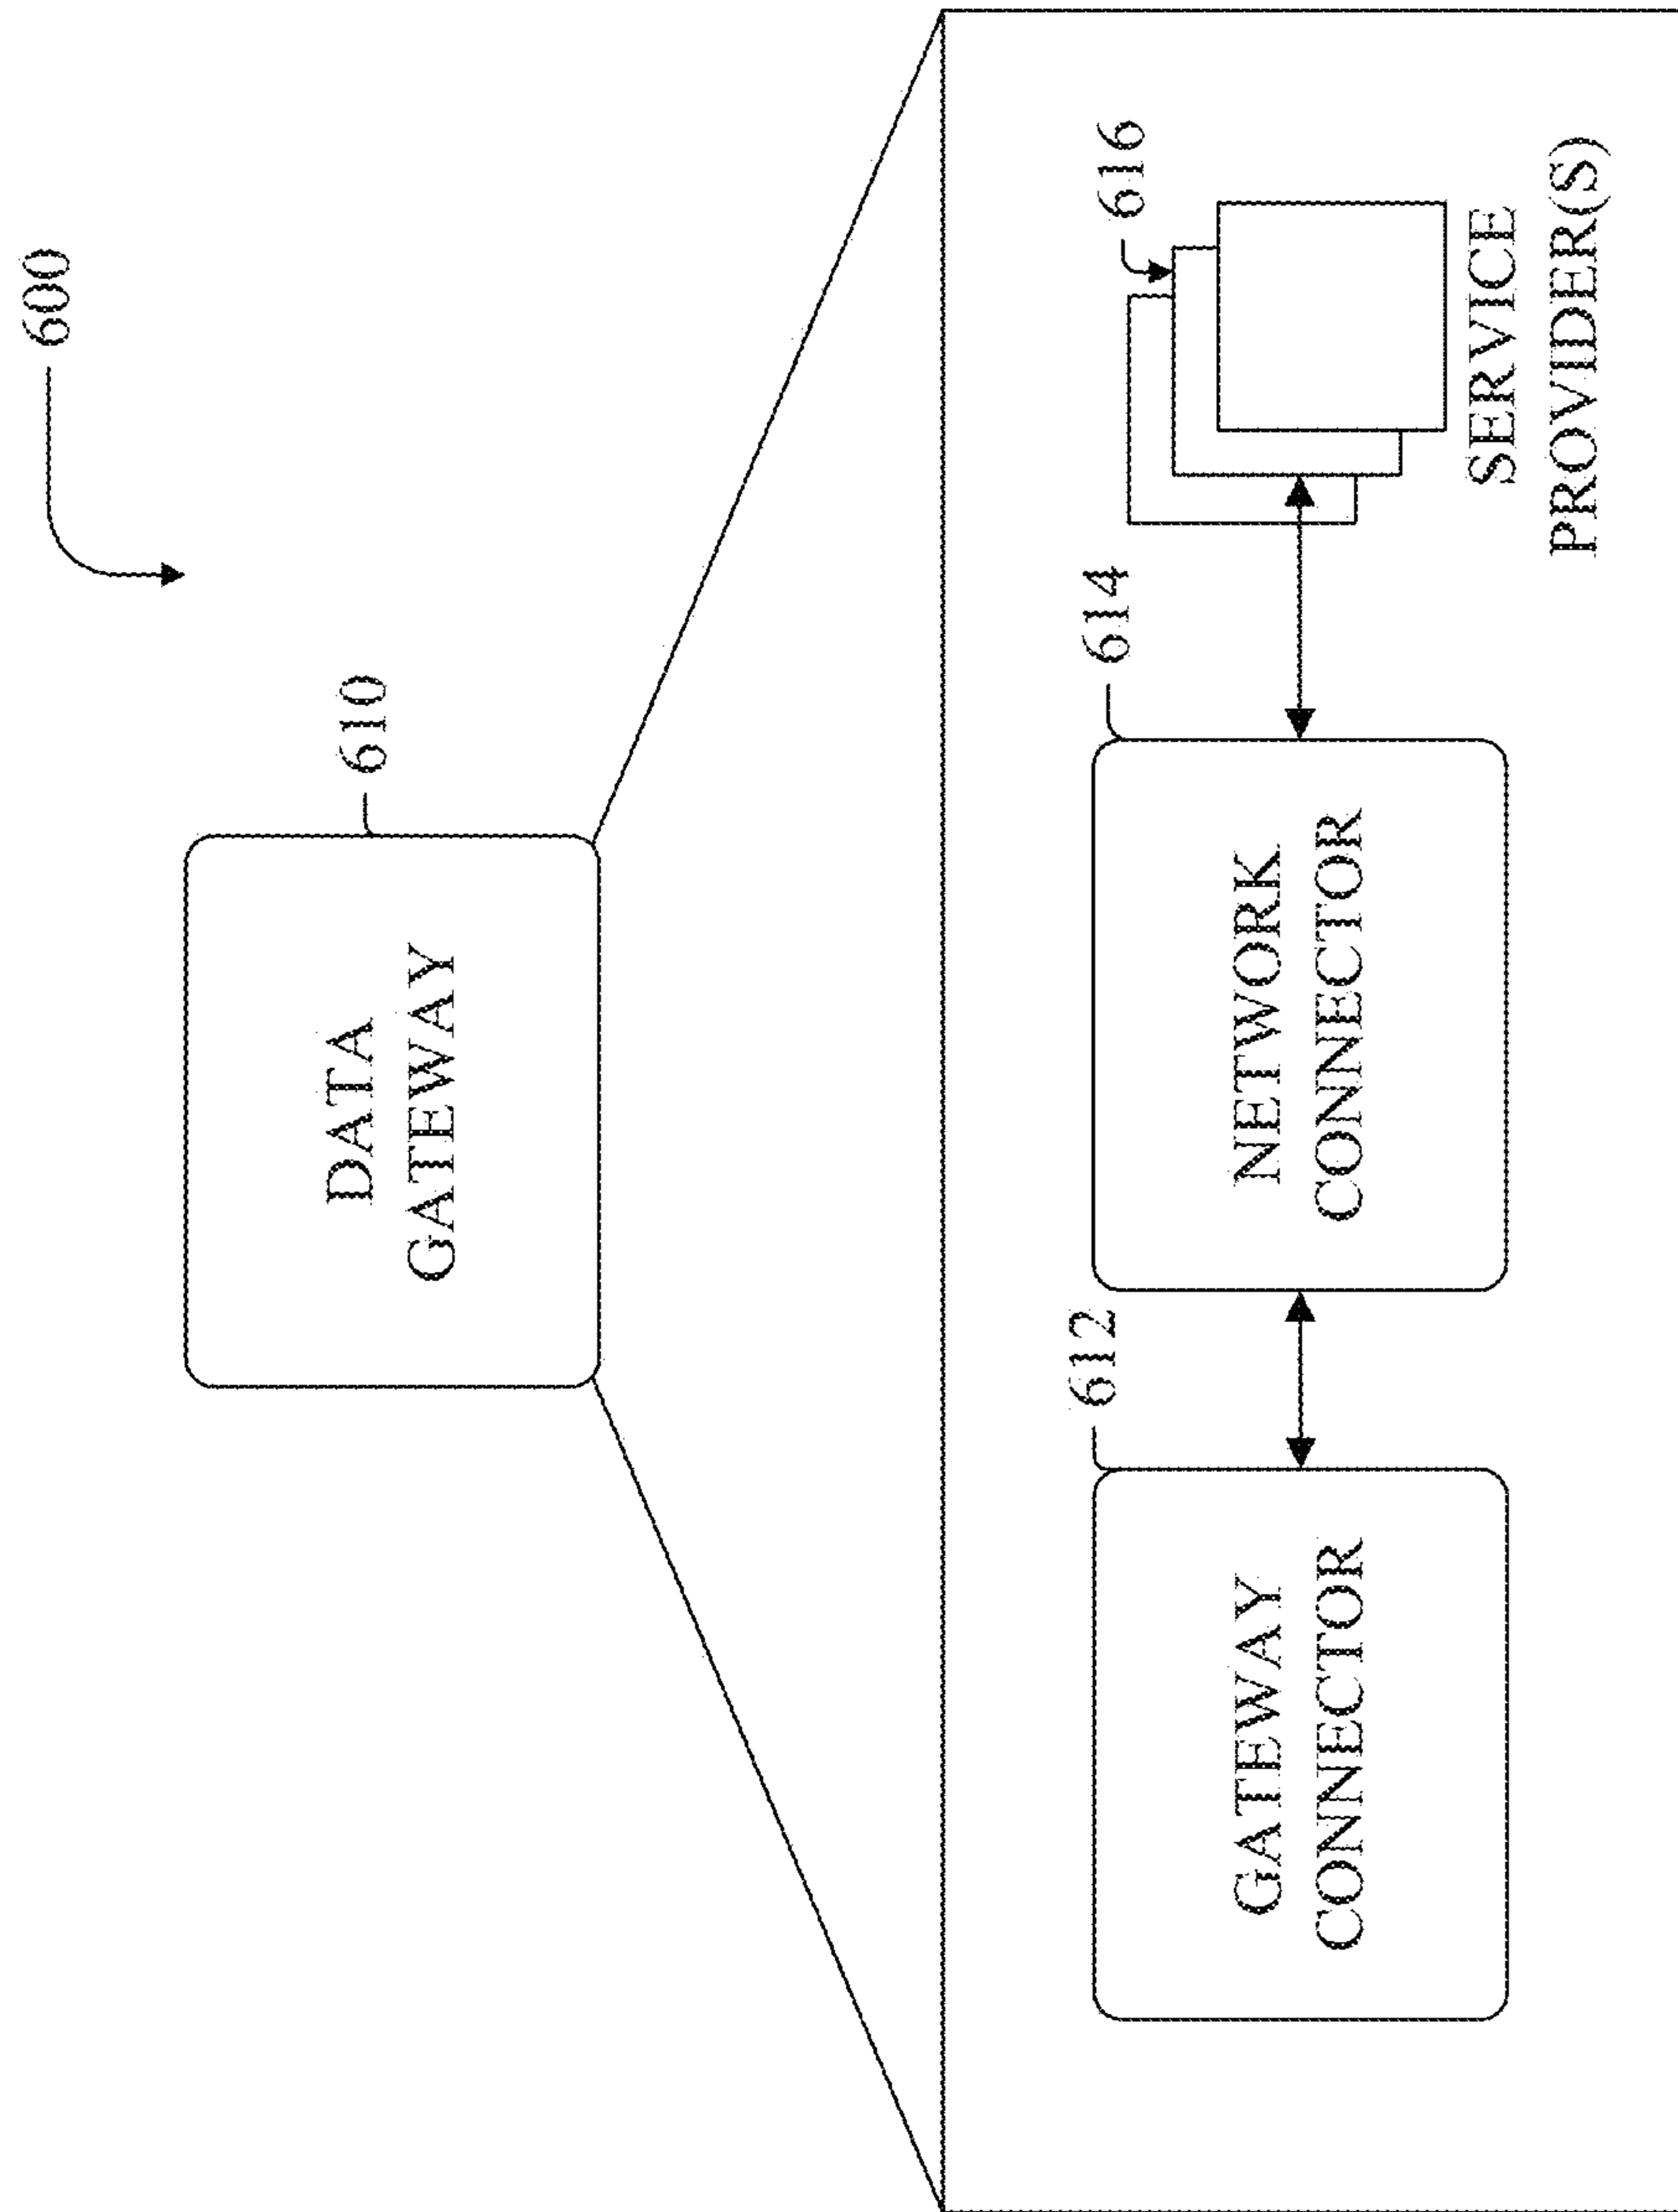 600
610
DATA
GATEWAY
612
614
616
GATEWAY
CONNECTOR
NETWORK
CONNECTOR
SERVICE
PROVIDER(S)